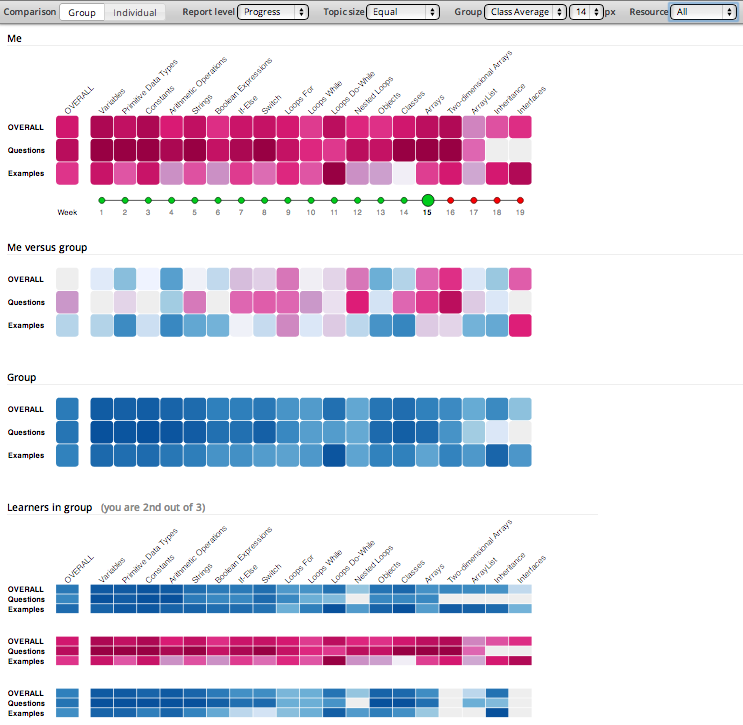 Comparison Group Individual Report level Progress Topic size Equal Group Class Average 14 px Resource All
Me
OVERALL Variables Primitive Data Types Constants Arithmetic Operations Strings Boolean Expressions If-Else Switch Loops For Loops While Loops Do-While Nested Loops Objects Classes Arrays Two-dimensional Arrays ArrayList Inheritance Interfaces
OVERALL
Questions
Examples
Week 1 2 3 4 5 6 7 8 9 10 11 12 13 14 15 16 17 18 19
Me versus group
OVERALL
Questions
Examples
Group
OVERALL
Questions
Examples
Learners in group (you are 2nd out of 3)
OVERALL Variables Primitive Data Types Constants Arithmetic Operations Strings Boolean Expressions If-Else Switch Loops For Loops While Loops Do-While Nested Loops Objects Classes Arrays Two-dimensional Arrays ArrayList Inheritance Interfaces
OVERALL
Questions
Examples
OVERALL
Questions
Examples
OVERALL
Questions
Examples